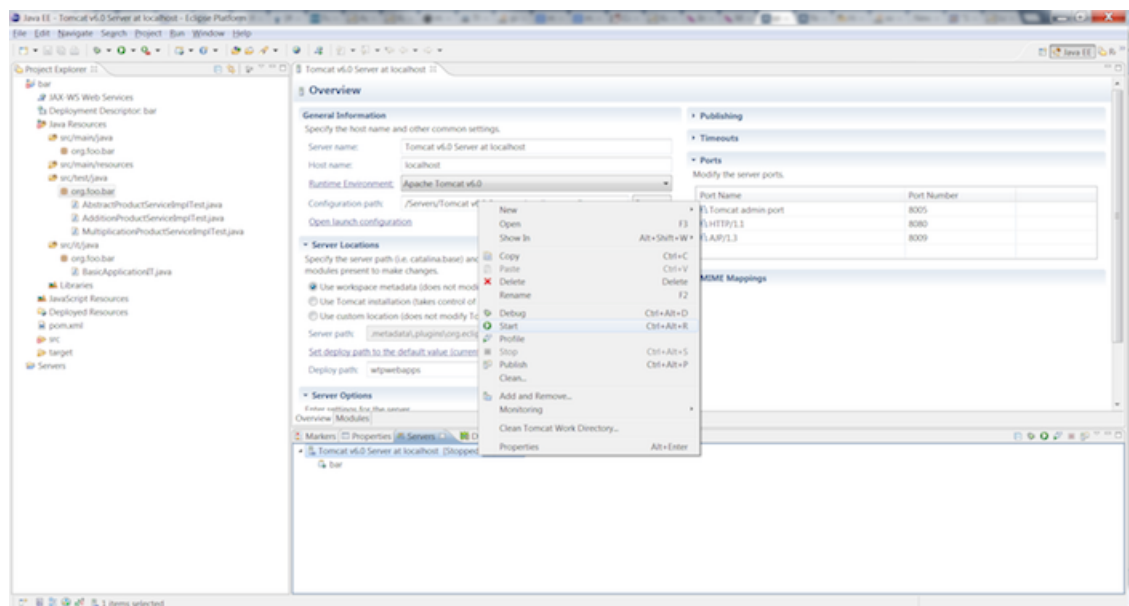 Java EE - Tomcat v6.0 Server at localhost - Eclipse Platform
File Edit Navigate Search Project Run Window Help
Java EE
Project Explorer
bar
JAX-WS Web Services
Deployment Descriptor: bar
Java Resources
src/main/java
org.foo.bar
src/main/resources
src/test/java
org.foo.bar
AbstractProductServiceImplTest.java
AdditionProductServiceImplTest.java
MultiplicationProductServiceImplTest.java
src/it/java
org.foo.bar
BasicApplicationIT.java
Libraries
JavaScript Resources
Deployed Resources
pom.xml
src
target
Servers
Tomcat v6.0 Server at localhost
Overview
General Information
Specify the host name and other common settings.
Server name: Tomcat v6.0 Server at localhost
Host name: localhost
Runtime Environment: Apache Tomcat v6.0
Configuration path: /Servers/Tomcat v6
Open launch configuration
Server Locations
Specify the server path (i.e. catalina.base) and
modules present to make changes.
Use workspace metadata (does not modi
Use Tomcat installation (takes control of
Use custom location (does not modify To
Server path: .metadata\.plugins\org.eclip
Set deploy path to the default value (curren
Deploy path: wtpwebapps
Server Options
Enter settings for the server.
Overview Modules
Publishing
Timeouts
Ports
Modify the server ports.
Port Name Port Number
Tomcat admin port 8005
HTTP/1.1 8080
AJP/1.3 8009
MIME Mappings
New
Open F3
Show In Alt+Shift+W
Copy Ctrl+C
Paste Ctrl+V
Delete Delete
Rename F2
Debug Ctrl+Alt+D
Start Ctrl+Alt+R
Profile
Stop Ctrl+Alt+S
Publish Ctrl+Alt+P
Clean...
Add and Remove...
Monitoring
Clean Tomcat Work Directory...
Properties Alt+Enter
Markers Properties Servers D
Tomcat v6.0 Server at localhost [Stopped
bar
1 items selected